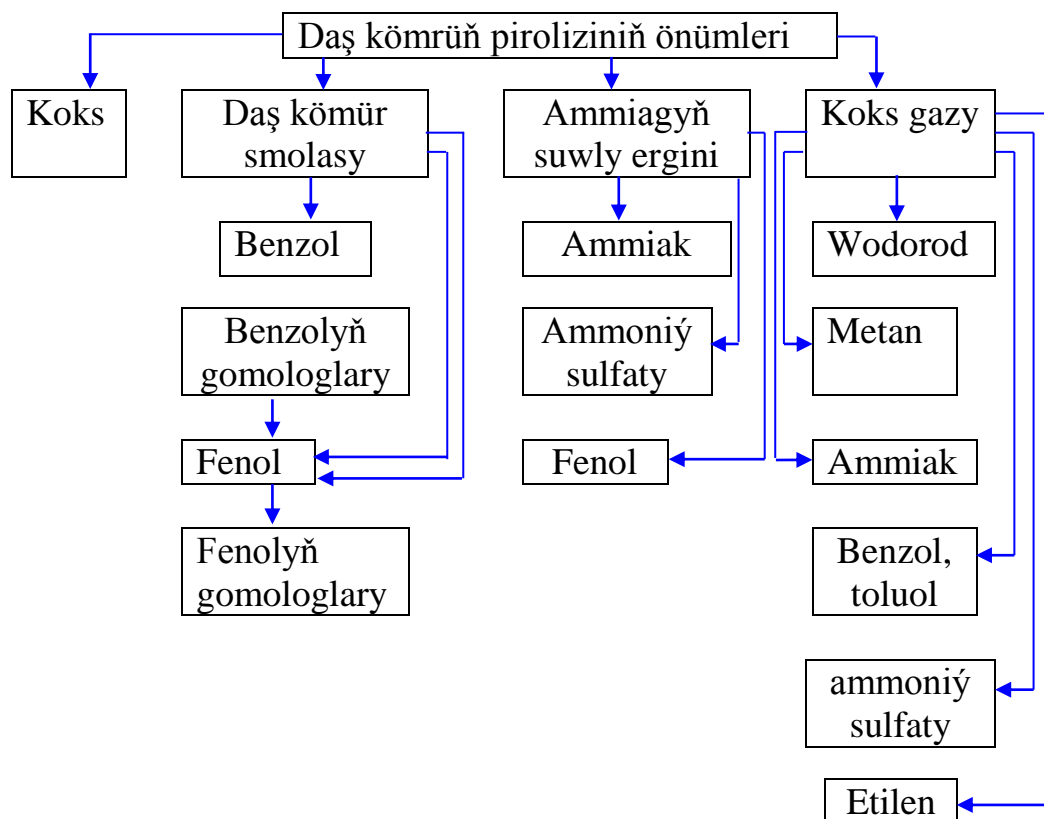 Daş kömrüň piroliziniň önümleri
Koks
Daş kömür
smolasy
Ammiagyň
suwly ergini
Koks gazy
Benzol
Ammiak
Wodorod
Benzolyň
gomologlary
Ammoniý
sulfaty
Metan
Fenol
Fenol
Ammiak
Fenolyň
gomologlary
Benzol,
toluol
ammoniý
sulfaty
Etilen